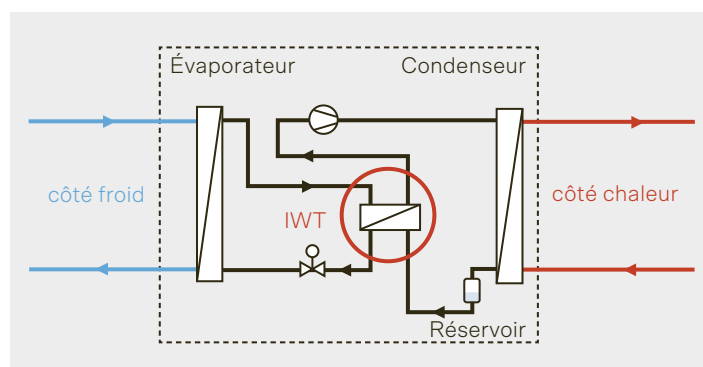 Évaporateur
Condenseur
côté froid
côté chaleur
IWT
Réservoir